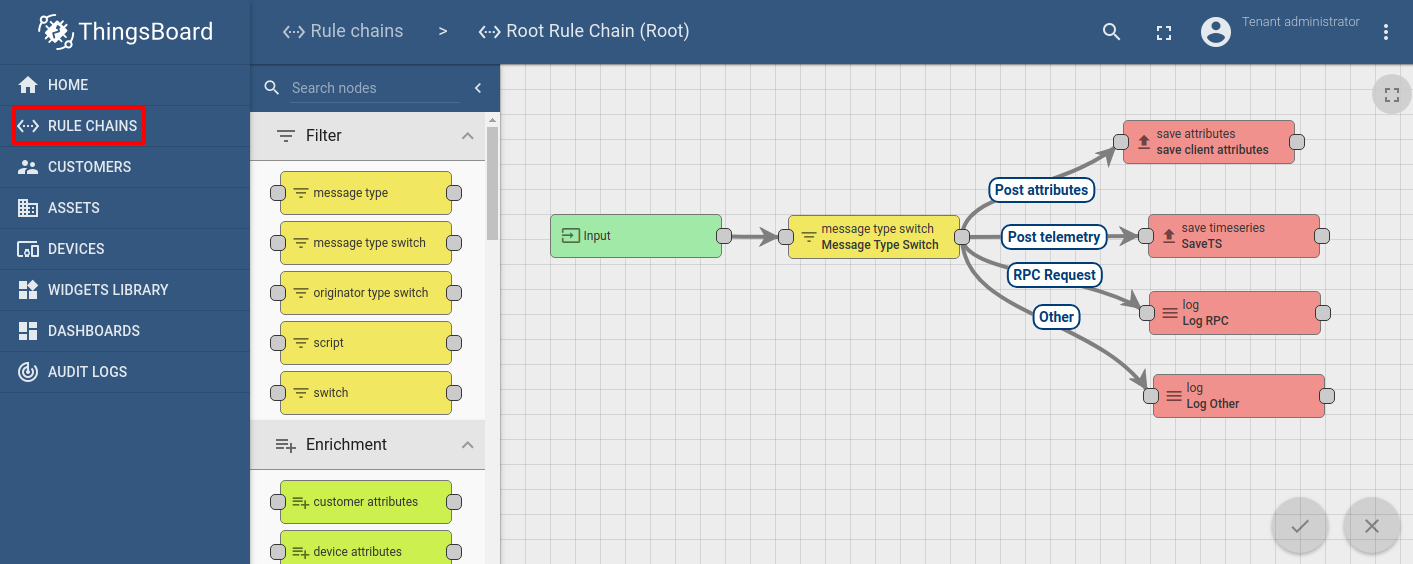 ThingsBoard
HOME
RULE CHAINS
CUSTOMERS
ASSETS
DEVICES
WIDGETS LIBRARY
DASHBOARDS
AUDIT LOGS
Rule chains > Root Rule Chain (Root)
Tenant administrator
Search nodes
Filter
message type
message type switch
originator type switch
script
switch
Enrichment
customer attributes
device attributes
Input
message type switch
Message Type Switch
Post attributes
Post telemetry
RPC Request
Other
save attributes
save client attributes
save timeseries
SaveTS
log
Log RPC
log
Log Other